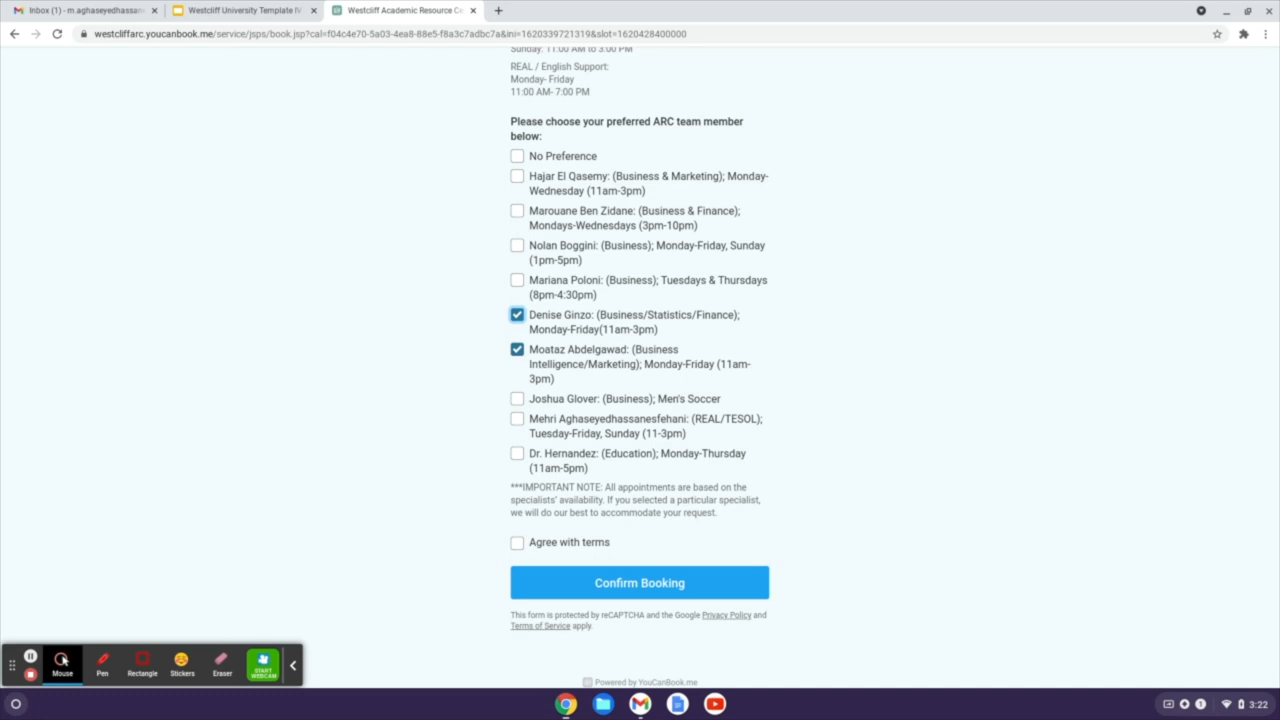 Inbox (1) - m.aghaseyedhassane
Westcliff University Template IV
Westcliff Academic Resource Ce
westcliffarc.youcanbook.me/service/jsps/book.jsp?cal=f04c4e70-5a03-4ea8-88e5-f8a3c7adbc7a&ini=1620339721319&slot=1620428400000
Sunday: 11:00 AM to 3:00 PM
REAL / English Support:
Monday- Friday
11:00 AM- 7:00 PM
Please choose your preferred ARC team member
below:
No Preference
Hajar El Qasemy: (Business & Marketing); Monday-
Wednesday (11am-3pm)
Marouane Ben Zidane: (Business & Finance);
Mondays-Wednesdays (3pm-10pm)
Nolan Boggini: (Business); Monday-Friday, Sunday
(1pm-5pm)
Mariana Poloni: (Business); Tuesdays & Thursdays
(8pm-4:30pm)
Denise Ginzo: (Business/Statistics/Finance);
Monday-Friday(11am-3pm)
Moataz Abdelgawad: (Business
Intelligence/Marketing); Monday-Friday (11am-
3pm)
Joshua Glover: (Business); Men's Soccer
Mehri Aghaseyedhassanesfehani: (REAL/TESOL);
Tuesday-Friday, Sunday (11-3pm)
Dr. Hernandez: (Education); Monday-Thursday
(11am-5pm)
***IMPORTANT NOTE: All appointments are based on the
specialists' availability. If you selected a particular specialist,
we will do our best to accommodate your request.
Agree with terms
Confirm Booking
This form is protected by reCAPTCHA and the Google Privacy Policy and
Terms of Service apply.
Mouse
Pen
Rectangle
Stickers
Eraser
START
WEBCAM
Powered by YouCanBook.me
3:22